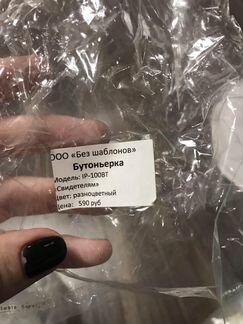 ООО «Без шаблонов»
Бутоньерка
Модель: IP-1008T
Свидетелям»
Цвет: разноцветный
Цена: 590 руб